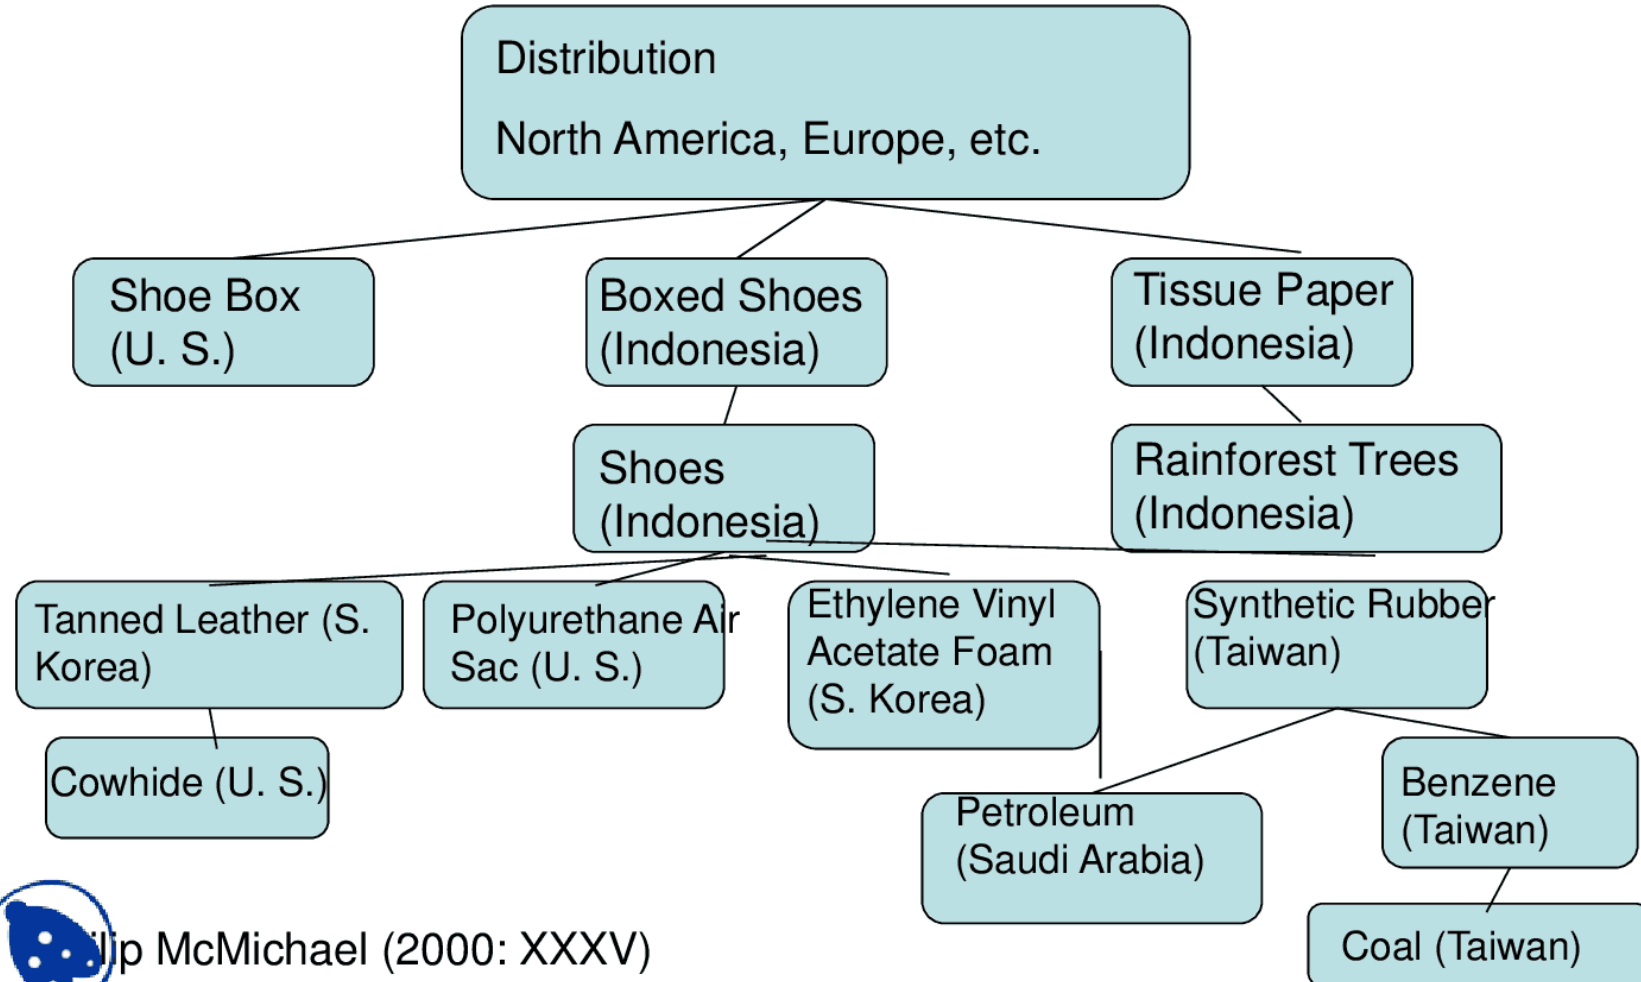 Distribution
North America, Europe, etc.
Shoe Box
(U. S.)
Boxed Shoes
(Indonesia)
Tissue Paper
(Indonesia)
Shoes
(Indonesia)
Rainforest Trees
(Indonesia)
Tanned Leather (S.
Korea)
Polyurethane Air
Sac (U. S.)
Ethylene Vinyl
Acetate Foam
(S. Korea)
Synthetic Rubber
(Taiwan)
Cowhide (U. S.)
Petroleum
(Saudi Arabia)
Benzene
(Taiwan)
Coal (Taiwan)
McMichael (2000: XXXV)